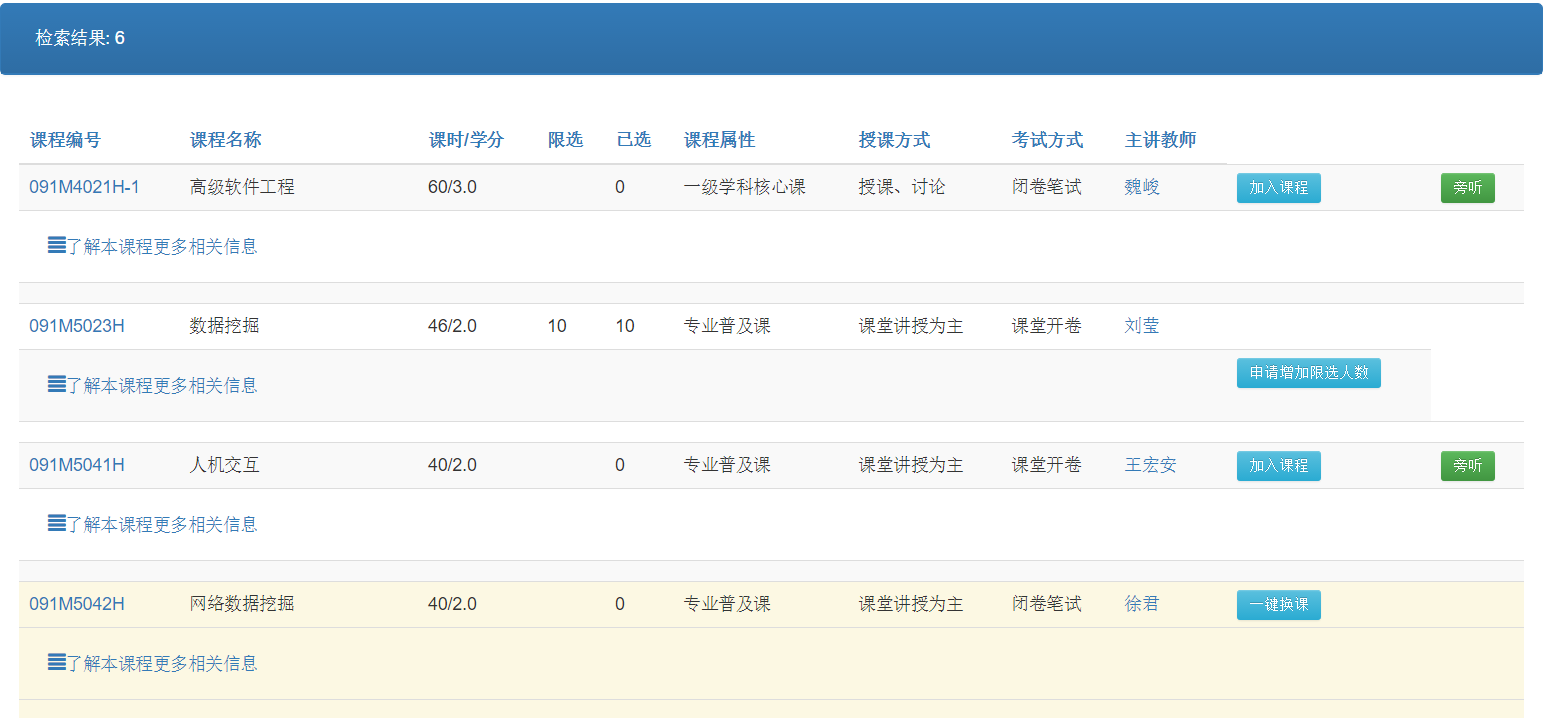 检索结果: 6
课程编号 课程名称 课时/学分 限选 已选 课程属性 授课方式 考试方式 主讲教师
091M4021H-1 高级软件工程 60/3.0 0 一级学科核心课 授课、讨论 闭卷笔试 魏峻 加入课程 旁听
了解本课程更多相关信息
091M5023H 数据挖掘 46/2.0 10 10 专业普及课 课堂讲授为主 课堂开卷 刘莹
了解本课程更多相关信息 申请增加限选人数
091M5041H 人机交互 40/2.0 0 专业普及课 课堂讲授为主 课堂开卷 王宏安 加入课程 旁听
了解本课程更多相关信息
091M5042H 网络数据挖掘 40/2.0 0 专业普及课 课堂讲授为主 闭卷笔试 徐君 一键换课
了解本课程更多相关信息